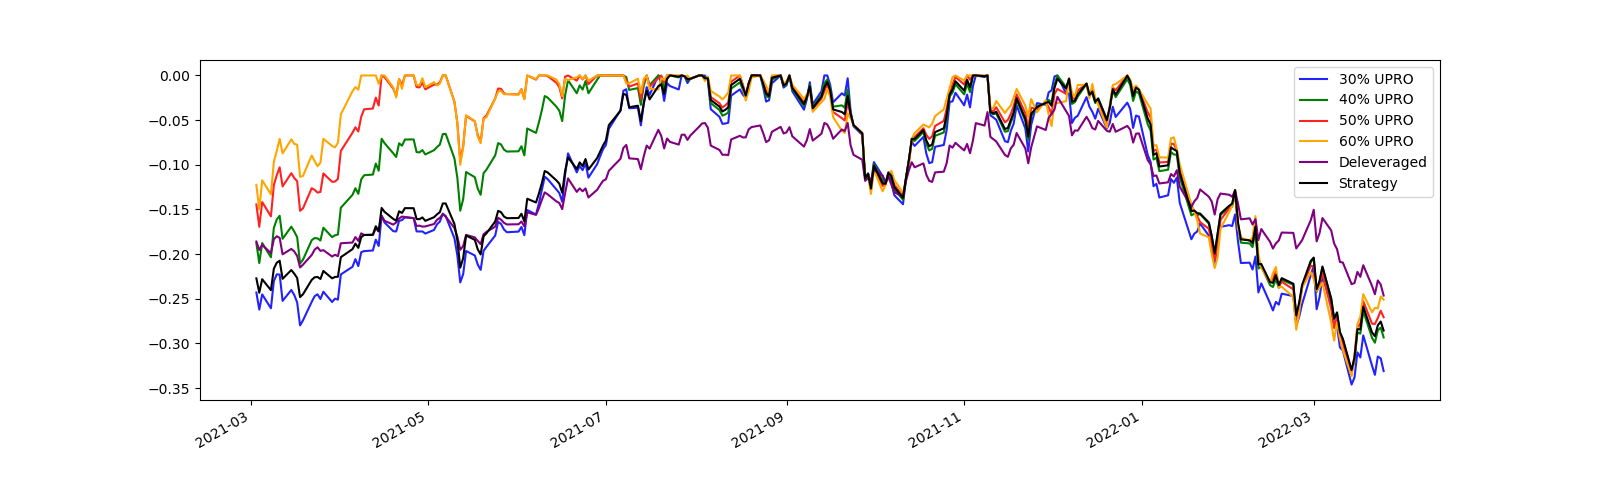 0.00
−0.05
−0.10
−0.15
−0.20
−0.25
−0.30
−0.35
2021-03
2021-05
2021-07
2021-09
2021-11
2022-01
2022-03
30% UPRO
40% UPRO
50% UPRO
60% UPRO
Deleveraged
Strategy